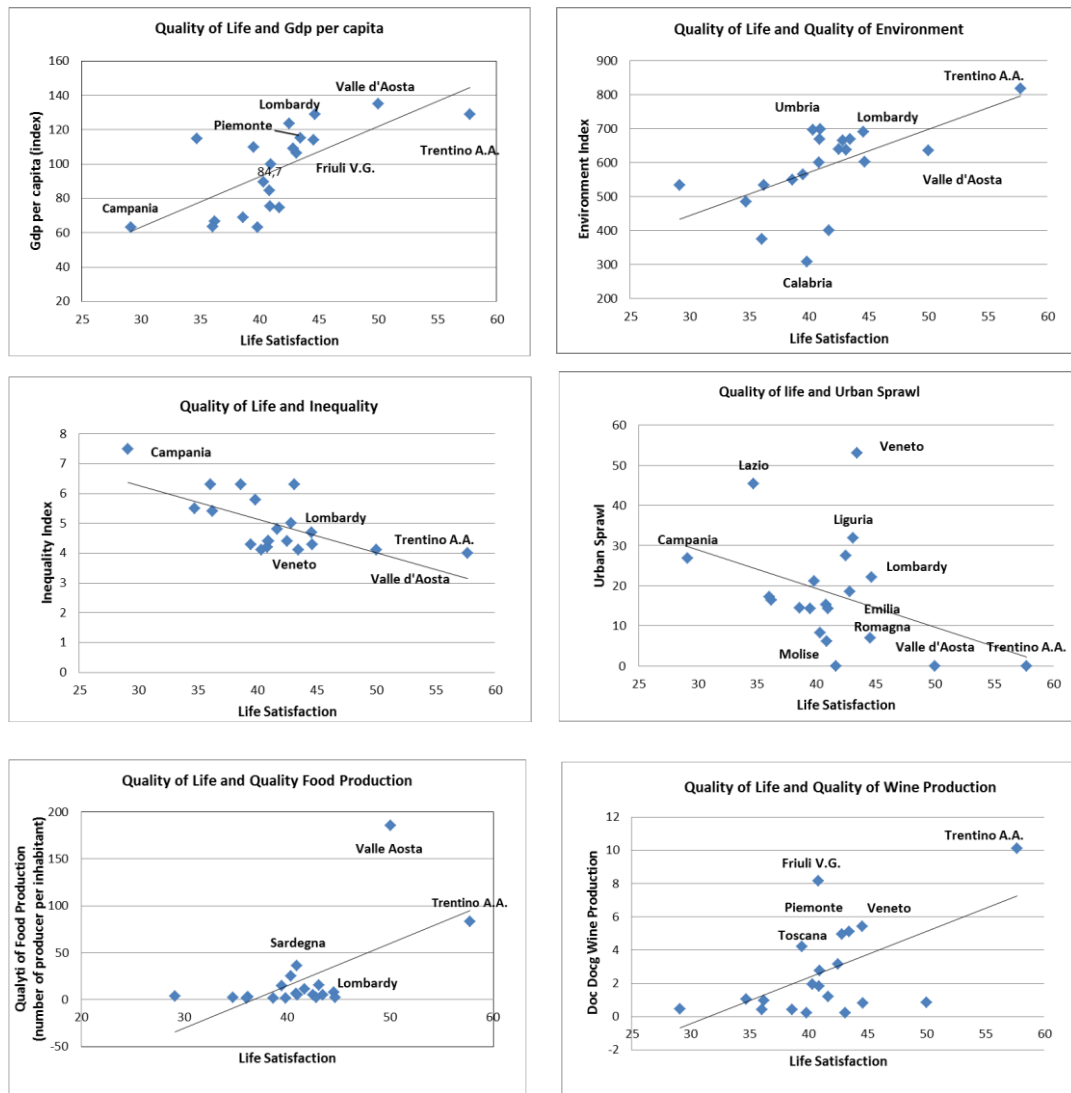 Quality of Life and Gdp per capita
Gdp per capita (index)
160
140
120
100
80
60
40
20
Valle d'Aosta
Lombardy
Piemonte
Trentino A.A.
Friuli V.G.
84,7
Campania
25 30 35 40 45 50 55 60
Life Satisfaction
Quality of Life and Quality of Environment
Environment Index
900
800
700
600
500
400
300
200
Trentino A.A.
Umbria
Lombardy
Valle d'Aosta
Calabria
25 30 35 40 45 50 55 60
Life Satisfaction
Quality of Life and Inequality
Inequality Index
8
7
6
5
4
3
2
1
0
Campania
Lombardy
Trentino A.A.
Veneto
Valle d'Aosta
25 30 35 40 45 50 55 60
Life Satisfaction
Quality of life and Urban Sprawl
Urban Sprawl
60
50
40
30
20
10
0
Veneto
Lazio
Liguria
Campania
Lombardy
Emilia
Romagna
Molise
Valle d'Aosta
Trentino A.A.
25 30 35 40 45 50 55 60
Life Satisfaction
Quality of Life and Quality Food Production
Qualyti of Food Production
(number of producer per inhabitant)
200
150
100
50
0
-50
Valle Aosta
Trentino A.A.
Sardegna
Lombardy
20 30 40 50 60
Life Satisfaction
Quality of Life and Quality of Wine Production
Doc Docg Wine Production
12
10
8
6
4
2
0
-2
Trentino A.A.
Friuli V.G.
Piemonte
Veneto
Toscana
25 30 35 40 45 50 55 60
Life Satisfaction